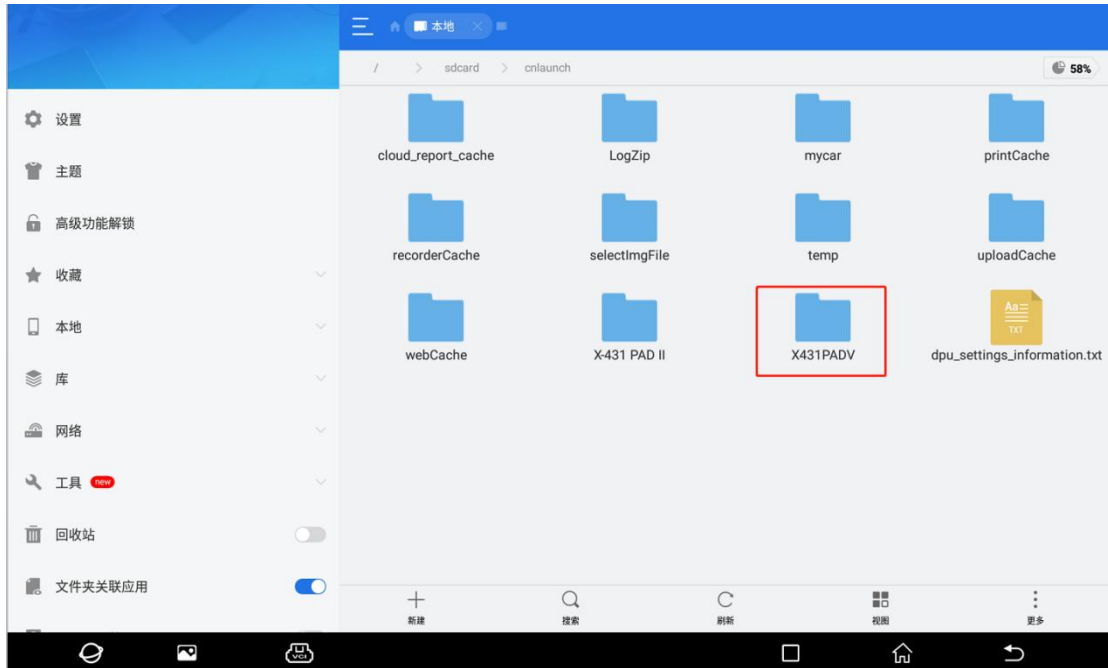 本地
/ > sdcard > cnlaunch
58%
设置
主题
高级功能解锁
收藏
本地
库
网络
工具 new
回收站
文件夹关联应用
cloud_report_cache
LogZip
mycar
printCache
recorderCache
selectImgFile
temp
uploadCache
webCache
X-431 PAD II
X431PADV
Aa
TXT
dpu_settings_information.txt
新建
搜索
刷新
视图
更多
VCI